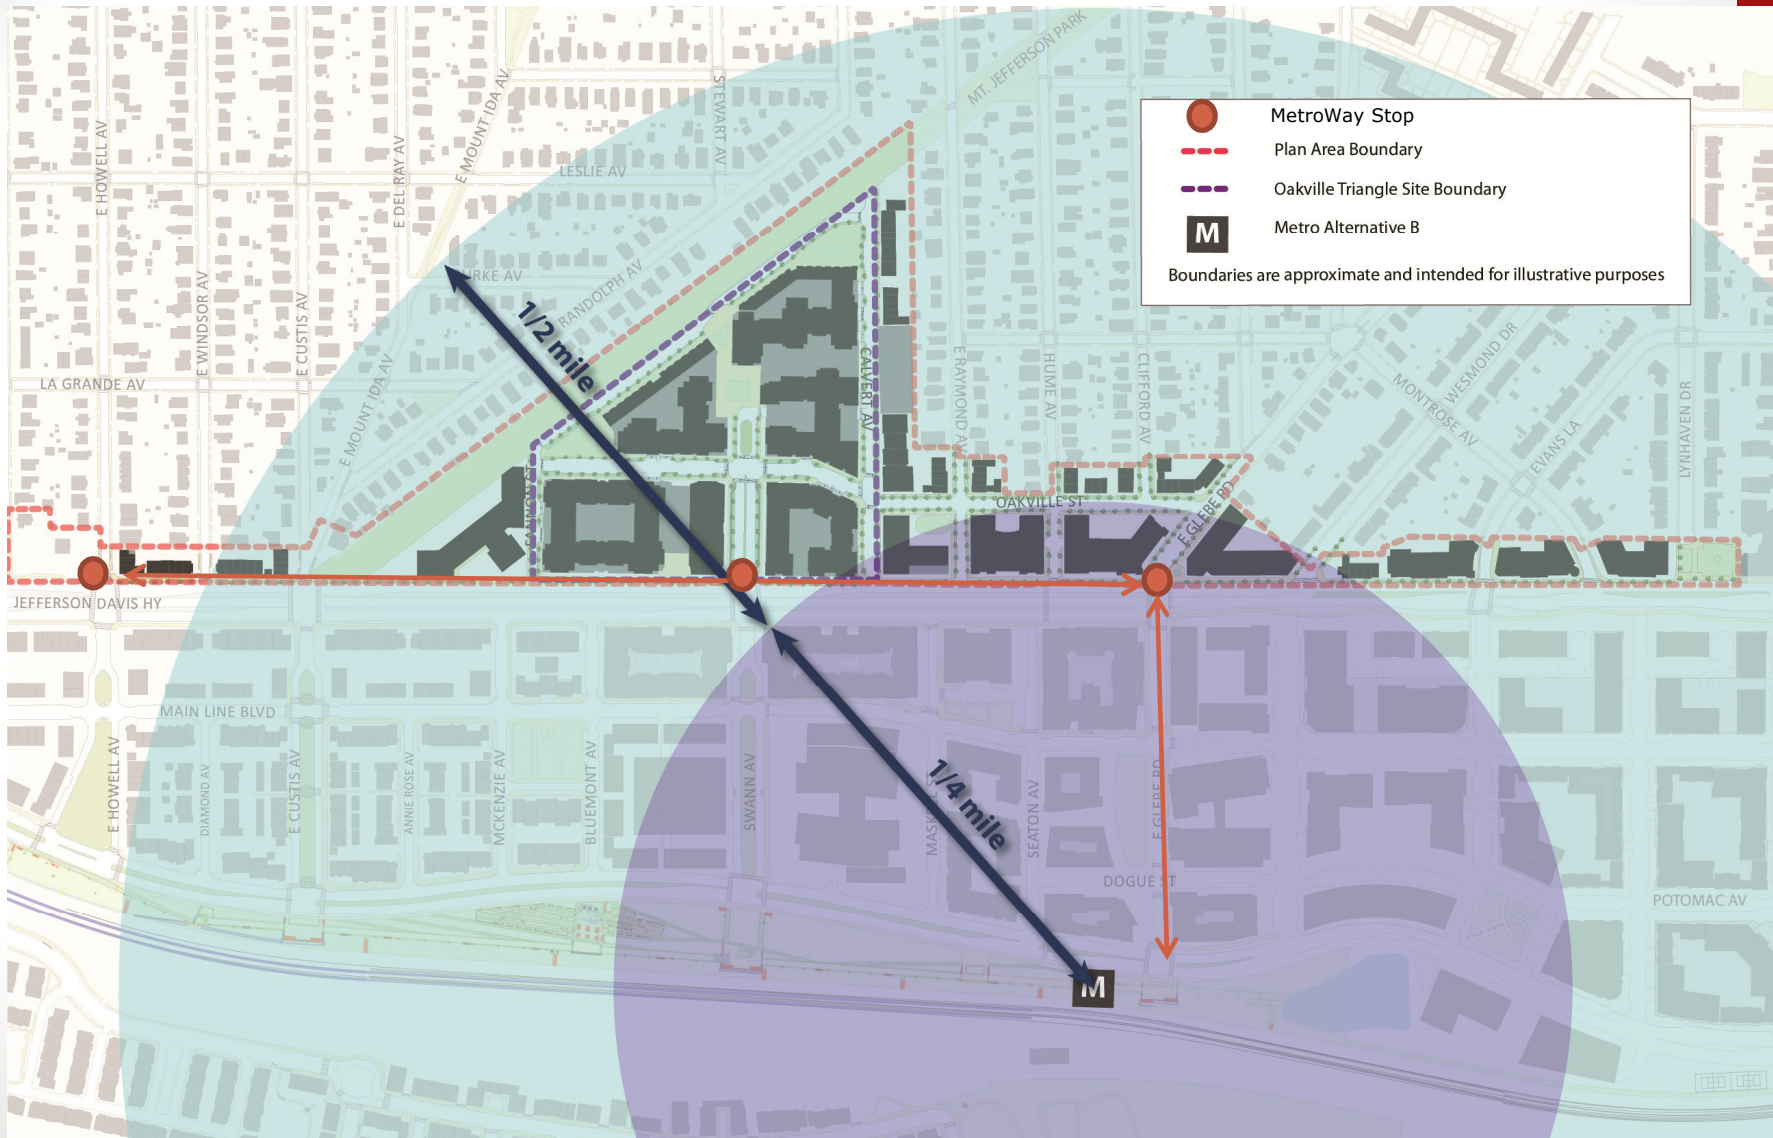 MT. JEFFERSON PARK
E MOUNT IDA AV
STEWART AV
E HOWELL AV
E DEL RAY AV
LESLIE AV
MetroWay Stop
Plan Area Boundary
Oakville Triangle Site Boundary
M
Metro Alternative B
Boundaries are approximate and intended for illustrative purposes
RANDOLPH AV
E WINDSOR AV
E CUSTIS AV
1/2 mile
LA GRANDE AV
E MOUNT IDA AV
CALVERT AV
E RAYMOND AV
HUME AV
CLIFFORD AV
MONTROSE AV
WESMOND DR
EVANS LA
LYNHAVEN DR
OAKVILLE ST
E GLEBE RD
JEFFERSON DAVIS HY
MAIN LINE BLVD
E HOWELL AV
DIAMOND AV
E CUSTIS AV
ANNIE ROSE AV
MCKENZIE AV
BLUEMONT AV
SWANN AV
1/4 mile
SEATON AV
E GLEBE RD
DOGUE ST
POTOMAC AV
M